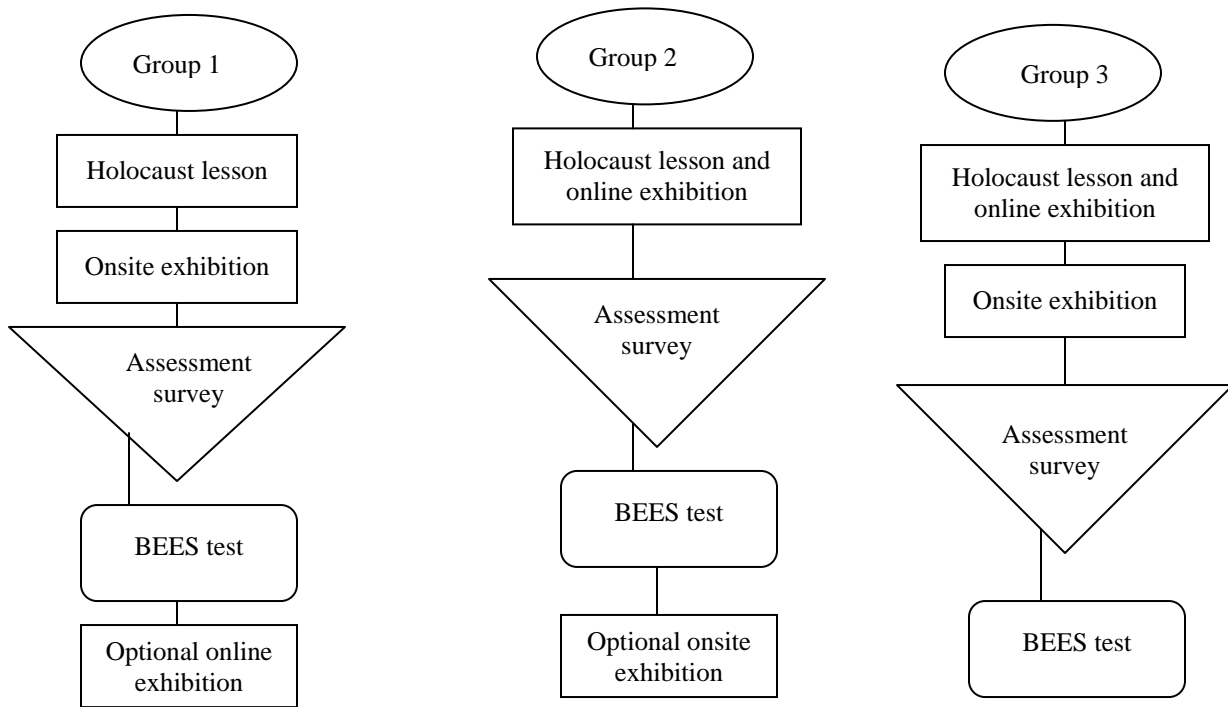 Group 1
Holocaust lesson
Onsite exhibition
Assessment
survey
BEES test
Optional online
exhibition
Group 2
Holocaust lesson and
online exhibition
Assessment
survey
BEES test
Optional onsite
exhibition
Group 3
Holocaust lesson and
online exhibition
Onsite exhibition
Assessment
survey
BEES test